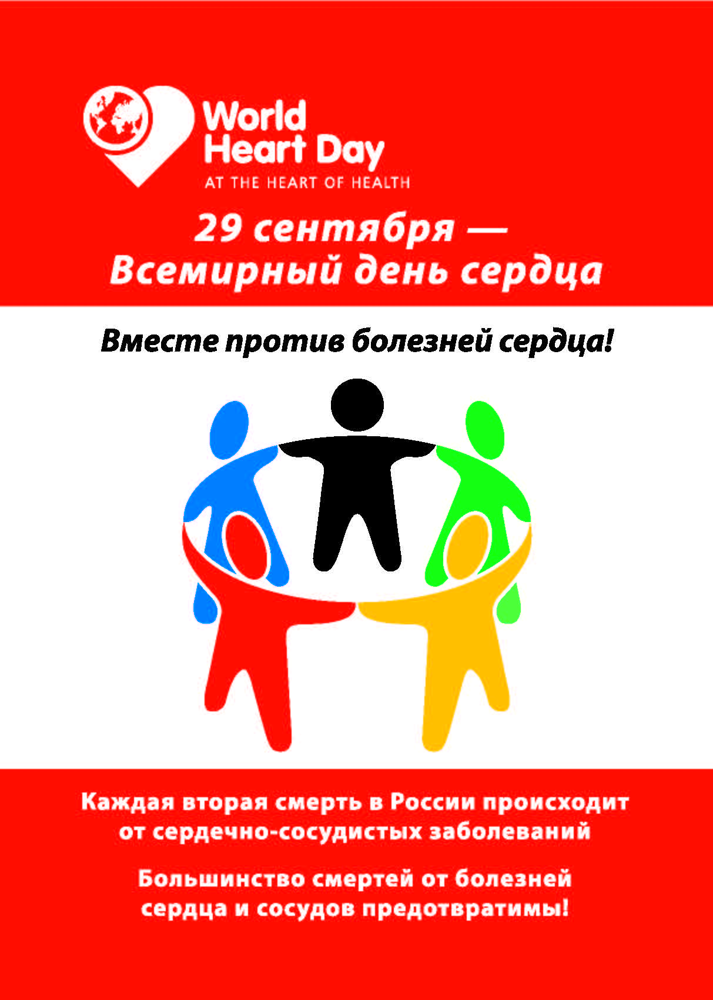 World
Heart Day
AT THE HEART OF HEALTH
29 сентября —
Всемирный день сердца
Вместе против болезней сердца!
Каждая вторая смерть в России происходит
от сердечно-сосудистых заболеваний
Большинство смертей от болезней
сердца и сосудов предотвратимы!